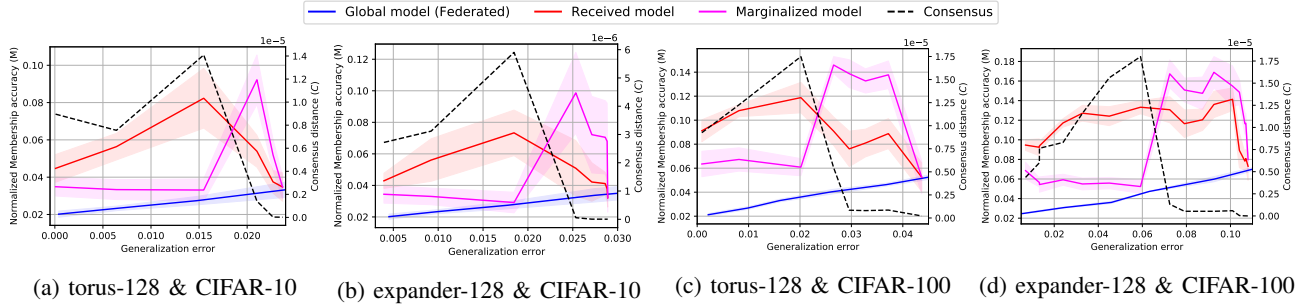 Global model (Federated) Received model Marginalized model Consensus
Normalized Membership accuracy (M)
0.10
0.08
0.06
0.04
0.02
0.000 0.005 0.010 0.015 0.020
Generalization error
1e−5
1.4
1.2
1.0
0.8
0.6
0.4
0.2
0.0
Consensus distance (C)
(a) torus-128 & CIFAR-10
Normalized Membership accuracy (M)
0.12
0.10
0.08
0.06
0.04
0.02
0.005 0.010 0.015 0.020 0.025 0.030
Generalization error
1e−6
6
5
4
3
2
1
0
Consensus distance (C)
(b) expander-128 & CIFAR-10
Normalized Membership accuracy (M)
0.14
0.12
0.10
0.08
0.06
0.04
0.02
0.00 0.01 0.02 0.03 0.04
Generalization error
1e−5
1.75
1.50
1.25
1.00
0.75
0.50
0.25
0.00
Consensus distance (C)
(c) torus-128 & CIFAR-100
Normalized Membership accuracy (M)
0.18
0.16
0.14
0.12
0.10
0.08
0.06
0.04
0.02
0.02 0.04 0.06 0.08 0.10
Generalization error
1e−5
1.75
1.50
1.25
1.00
0.75
0.50
0.25
0.00
Consensus distance (C)
(d) expander-128 & CIFAR-100